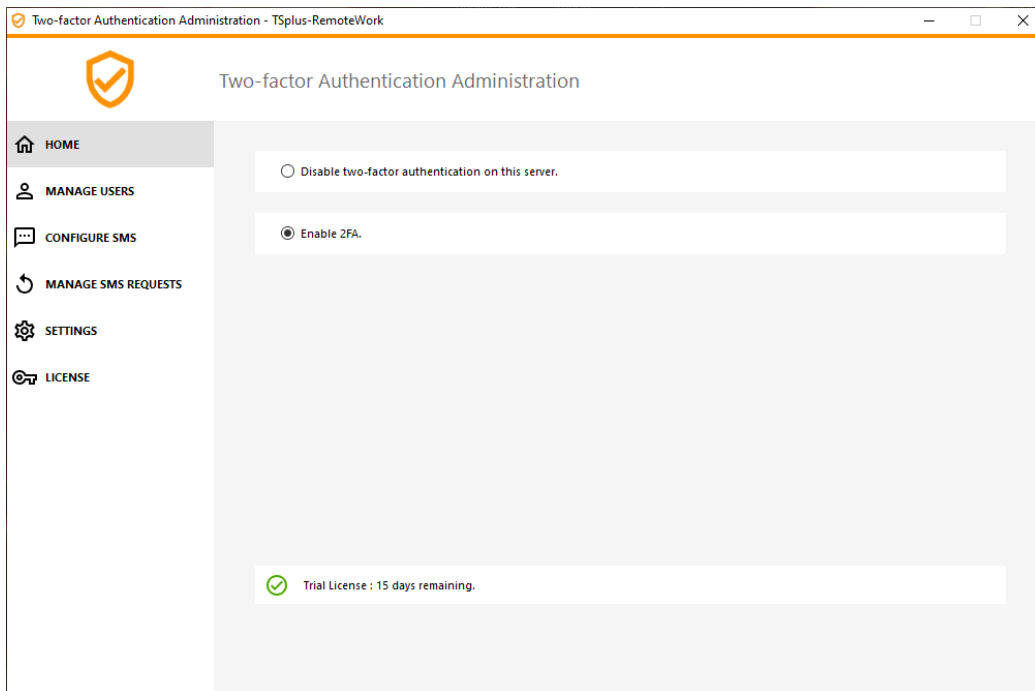 Two-factor Authentication Administration - TSplus-RemoteWork
Two-factor Authentication Administration
HOME
MANAGE USERS
CONFIGURE SMS
MANAGE SMS REQUESTS
SETTINGS
LICENSE
Disable two-factor authentication on this server.
Enable 2FA.
Trial License : 15 days remaining.